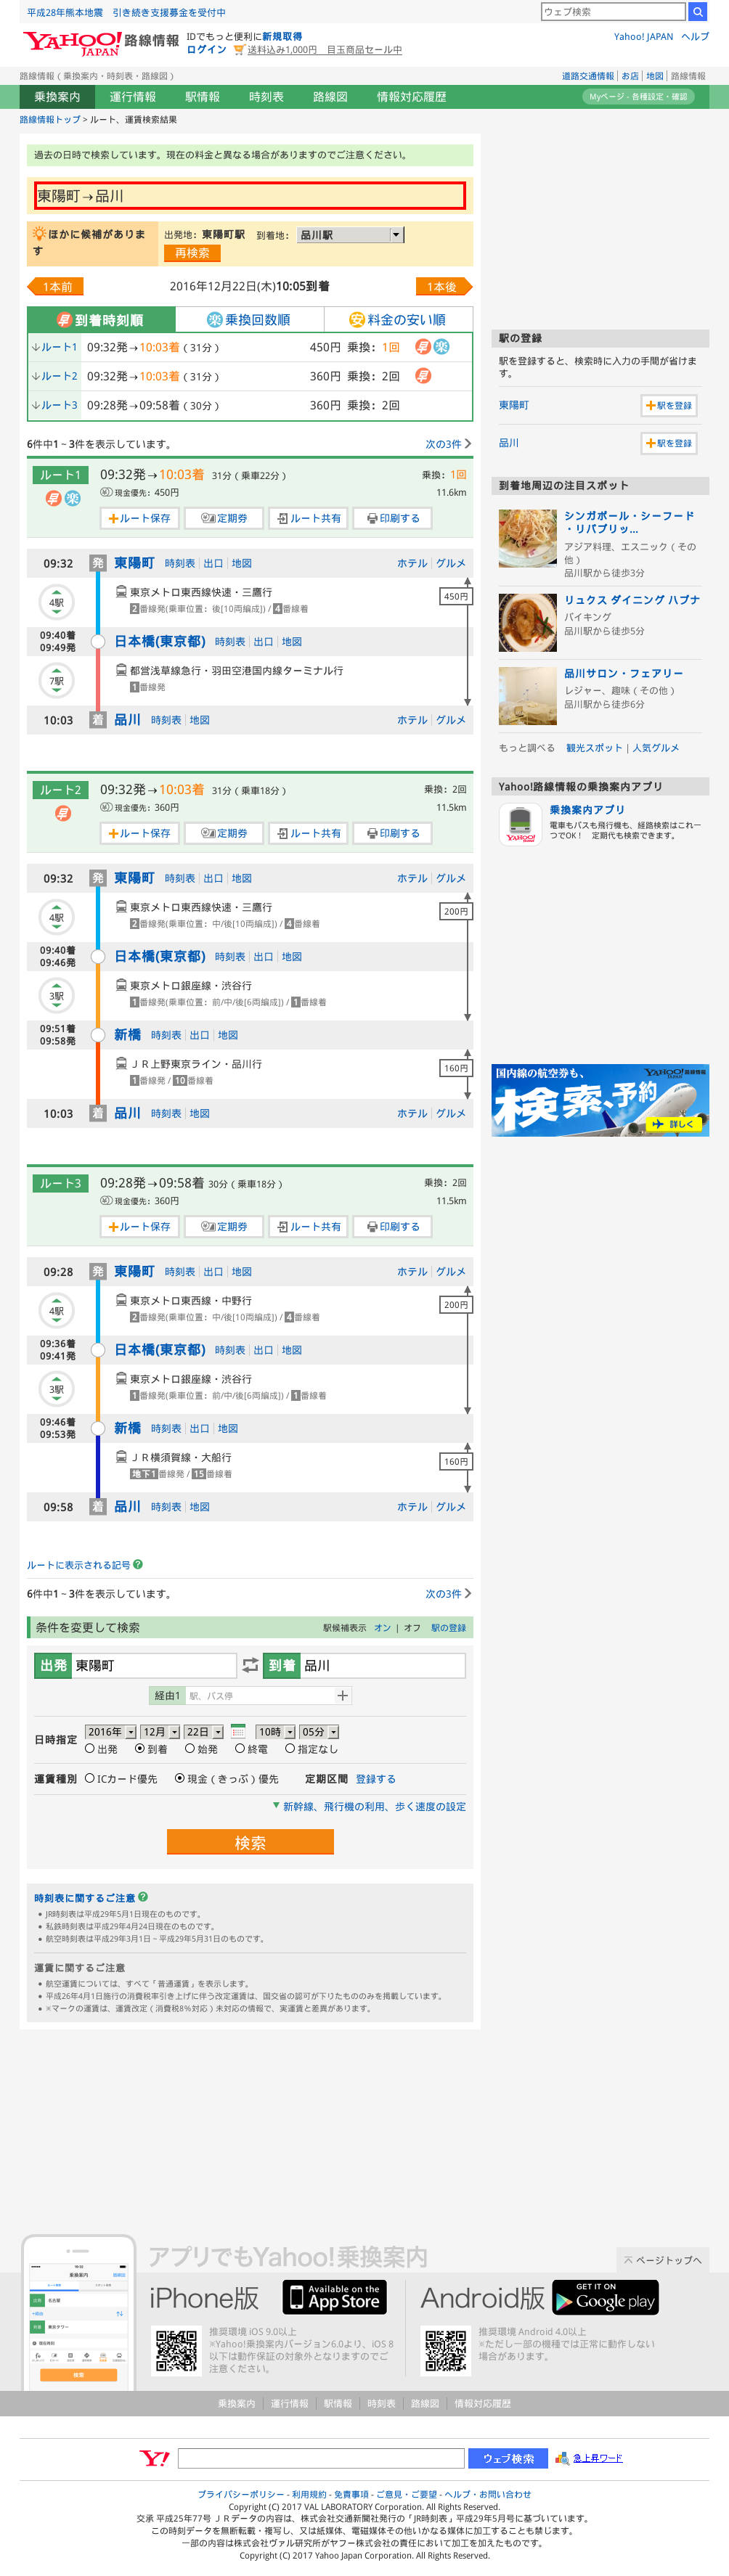 平成28年熊本地震　引き続き支援募金を受付中
ウェブ検索
YAHOO! JAPAN 路線情報
IDでもっと便利に新規取得
ログイン　送料込み1,000円　目玉商品セール中
Yahoo! JAPAN　ヘルプ
路線情報（乗換案内・時刻表・路線図）
道路交通情報 | お店 | 地図 | 路線情報
乗換案内　運行情報　駅情報　時刻表　路線図　情報対応履歴
Myページ - 各種設定・確認
路線情報トップ > ルート、運賃検索結果
過去の日時で検索しています。現在の料金と異なる場合がありますのでご注意ください。
東陽町→品川
ほかに候補があります
出発地: 東陽町駅　到着地: 品川駅
再検索
1本前　2016年12月22日(木)10:05到着　1本後
早 到着時刻順　楽 乗換回数順　安 料金の安い順
ルート1　09:32発→10:03着（31分）　450円 乗換: 1回 早 楽
ルート2　09:32発→10:03着（31分）　360円 乗換: 2回 早
ルート3　09:28発→09:58着（30分）　360円 乗換: 2回
6件中1 ~ 3件を表示しています。　次の3件
ルート1　09:32発→10:03着 31分（乗車22分）　乗換: 1回
早 楽　現金優先: 450円　11.6km
ルート保存　定期券　ルート共有　印刷する
09:32 発 東陽町 時刻表 | 出口 | 地図　ホテル | グルメ
4駅　東京メトロ東西線快速・三鷹行　450円
2番線発(乗車位置: 後[10両編成]) / 4番線着
09:40着
09:49発
日本橋(東京都) 時刻表 | 出口 | 地図
7駅　都営浅草線急行・羽田空港国内線ターミナル行
1番線発
10:03 着 品川 時刻表 | 地図　ホテル | グルメ
ルート2　09:32発→10:03着 31分（乗車18分）　乗換: 2回
早　現金優先: 360円　11.5km
ルート保存　定期券　ルート共有　印刷する
09:32 発 東陽町 時刻表 | 出口 | 地図　ホテル | グルメ
4駅　東京メトロ東西線快速・三鷹行　200円
2番線発(乗車位置: 中/後[10両編成]) / 4番線着
09:40着
09:46発
日本橋(東京都) 時刻表 | 出口 | 地図
3駅　東京メトロ銀座線・渋谷行
1番線発(乗車位置: 前/中/後[6両編成]) / 1番線着
09:51着
09:58発
新橋 時刻表 | 出口 | 地図
ＪＲ上野東京ライン・品川行　160円
1番線発 / 10番線着
10:03 着 品川 時刻表 | 地図　ホテル | グルメ
ルート3　09:28発→09:58着 30分（乗車18分）　乗換: 2回
現金優先: 360円　11.5km
ルート保存　定期券　ルート共有　印刷する
09:28 発 東陽町 時刻表 | 出口 | 地図　ホテル | グルメ
4駅　東京メトロ東西線・中野行　200円
2番線発(乗車位置: 中/後[10両編成]) / 4番線着
09:36着
09:41発
日本橋(東京都) 時刻表 | 出口 | 地図
3駅　東京メトロ銀座線・渋谷行
1番線発(乗車位置: 前/中/後[6両編成]) / 1番線着
09:46着
09:53発
新橋 時刻表 | 出口 | 地図
ＪＲ横須賀線・大船行　160円
地下1番線発 / 15番線着
09:58 着 品川 時刻表 | 地図　ホテル | グルメ
ルートに表示される記号
6件中1 ~ 3件を表示しています。　次の3件
条件を変更して検索　駅候補表示 オン | オフ 駅の登録
出発 東陽町　到着 品川
経由1 駅、バス停
日時指定　2016年 12月 22日 10時 05分
出発　到着　始発　終電　指定なし
運賃種別　ICカード優先　現金（きっぷ）優先　定期区間 登録する
新幹線、飛行機の利用、歩く速度の設定
検索
時刻表に関するご注意
JR時刻表は平成29年5月1日現在のものです。
私鉄時刻表は平成29年4月24日現在のものです。
航空時刻表は平成29年3月1日 ~ 平成29年5月31日のものです。
運賃に関するご注意
航空運賃については、すべて「普通運賃」を表示します。
平成26年4月1日施行の消費税率引き上げに伴う改定運賃は、国交省の認可が下りたもののみを掲載しています。
※マークの運賃は、運賃改定（消費税8％対応）未対応の情報で、実運賃と差異があります。
駅の登録
駅を登録すると、検索時に入力の手間が省けます。
東陽町　駅を登録
品川　駅を登録
到着地周辺の注目スポット
シンガポール・シーフード・リパブリッ...
アジア料理、エスニック（その他）
品川駅から徒歩3分
リュクス ダイニング ハプナ
バイキング
品川駅から徒歩5分
品川サロン・フェアリー
レジャー、趣味（その他）
品川駅から徒歩6分
もっと調べる　観光スポット | 人気グルメ
Yahoo!路線情報の乗換案内アプリ
乗換案内アプリ
電車もバスも飛行機も、経路検索はこれ一つでOK！　定期代も検索できます。
国内線の航空券も、　YAHOO! JAPAN 路線情報
検索、予約
詳しく
アプリでもYahoo!乗換案内
ページトップへ
iPhone版　Available on the App Store
推奨環境 iOS 9.0以上
※Yahoo!乗換案内バージョン6.0より、iOS 8以下は動作保証の対象外となりますのでご注意ください。
Android版　GET IT ON Google play
推奨環境 Android 4.0以上
※ただし一部の機種では正常に動作しない場合があります。
乗換案内 | 運行情報 | 駅情報 | 時刻表 | 路線図 | 情報対応履歴
Y!　ウェブ検索　急上昇ワード
プライバシーポリシー - 利用規約 - 免責事項 - ご意見・ご要望 - ヘルプ・お問い合わせ
Copyright (C) 2017 VAL LABORATORY Corporation. All Rights Reserved.
交承 平成25年77号 ＪＲデータの内容は、株式会社交通新聞社発行の「JR時刻表」平成29年5月号に基づいています。
この時刻データを無断転載・複写し、又は紙媒体、電磁媒体その他いかなる媒体に加工することも禁じます。
一部の内容は株式会社ヴァル研究所がヤフー株式会社の責任において加工を加えたものです。
Copyright (C) 2017 Yahoo Japan Corporation. All Rights Reserved.